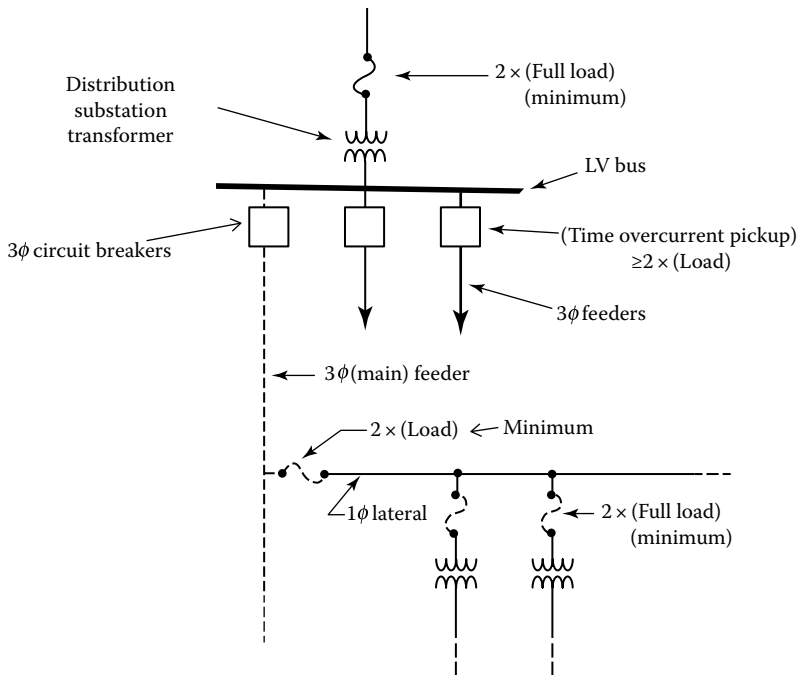 2 × (Full load)
(minimum)
Distribution
substation
transformer
LV bus
3ϕ circuit breakers
(Time overcurrent pickup)
≥2 × (Load)
3ϕ feeders
3ϕ (main) feeder
2 × (Load)
Minimum
1ϕ lateral
2 × (Full load)
(minimum)